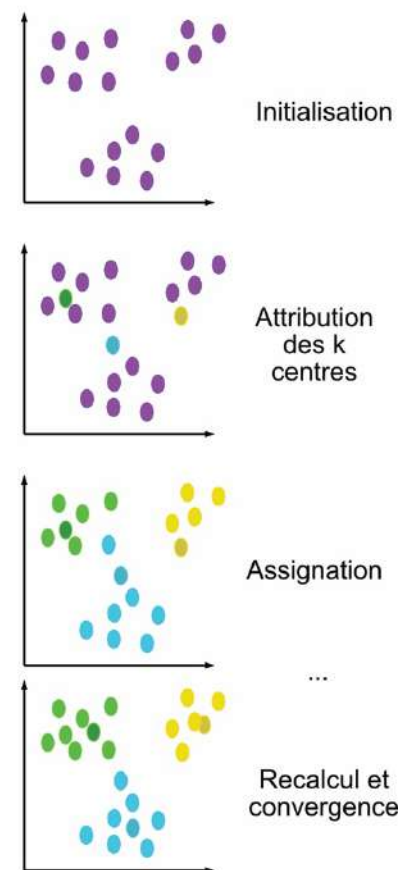 Initialisation
Attribution
des k
centres
Assignation
...
Recalcul et
convergence